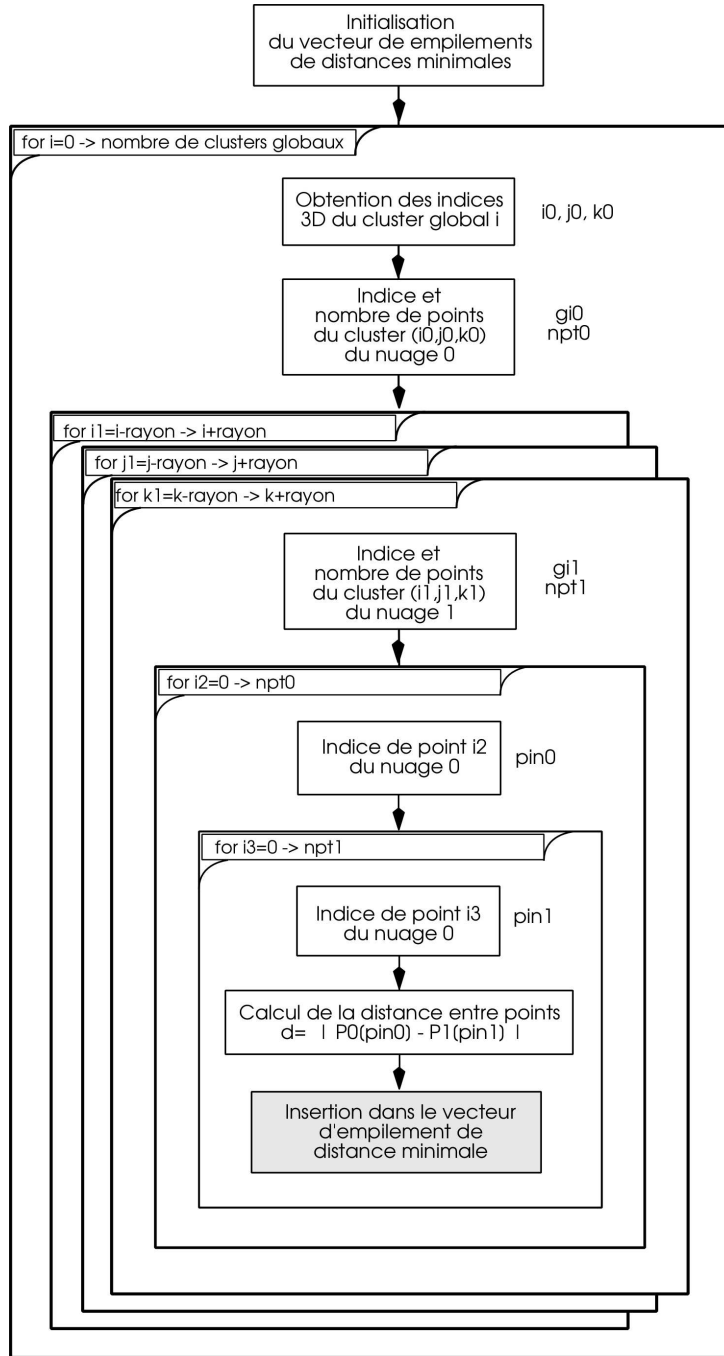 Initialisation
du vecteur de empilements
de distances minimales
for i=0 -> nombre de clusters globaux
Obtention des indices
3D du cluster global i
i0, j0, k0
Indice et
nombre de points
du cluster (i0,j0,k0)
du nuage 0
gi0
npt0
for i1=i-rayon -> i+rayon
for j1=j-rayon -> j+rayon
for k1=k-rayon -> k+rayon
Indice et
nombre de points
du cluster (i1,j1,k1)
du nuage 1
gi1
npt1
for i2=0 -> npt0
Indice de point i2
du nuage 0
pin0
for i3=0 -> npt1
Indice de point i3
du nuage 0
pin1
Calcul de la distance entre points
d= | P0(pin0) - P1(pin1) |
Insertion dans le vecteur
d'empilement de
distance minimale